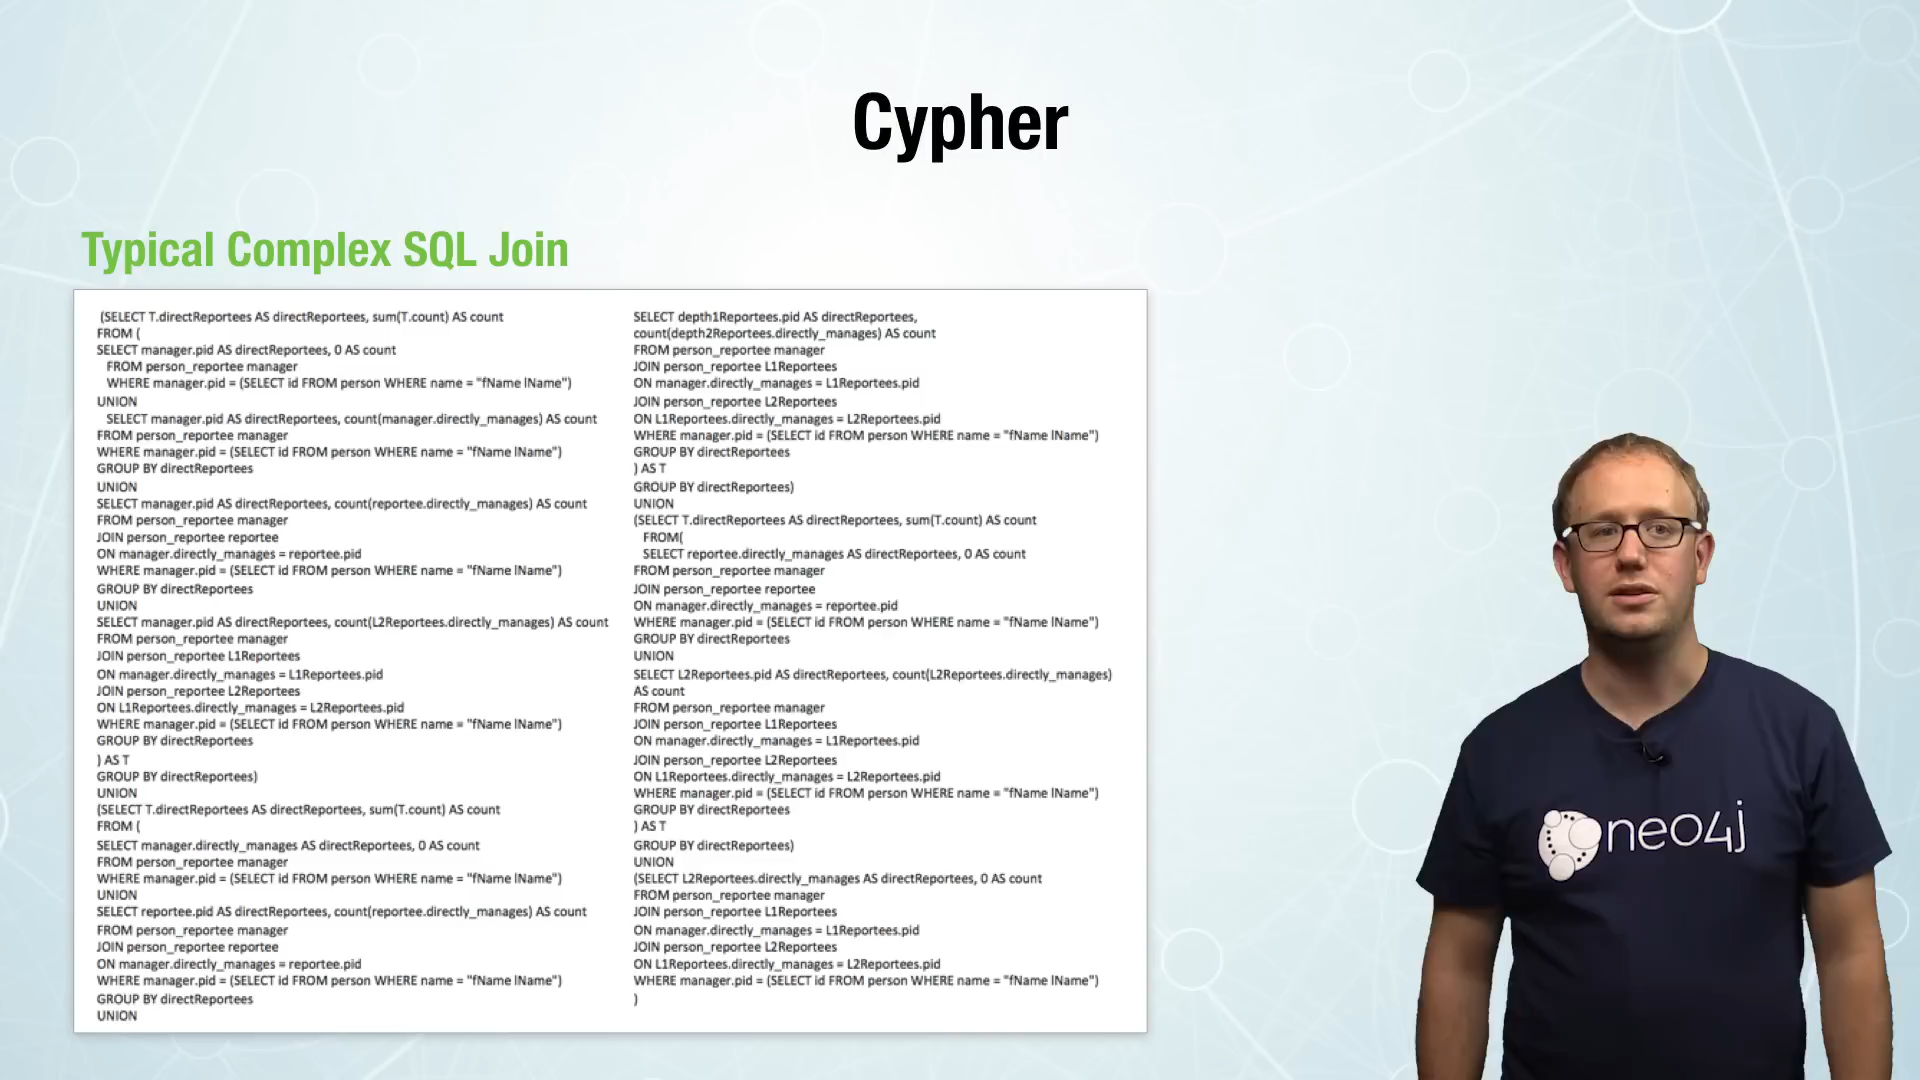 Cypher
Typical Complex SQL Join
(SELECT T.directReportees AS directReportees, sum(T.count) AS count
FROM (
SELECT manager.pid AS directReportees, 0 AS count
FROM person_reportee manager
WHERE manager.pid = (SELECT id FROM person WHERE name = "fName lName")
UNION
SELECT manager.pid AS directReportees, count(manager.directly_manages) AS count
FROM person_reportee manager
WHERE manager.pid = (SELECT id FROM person WHERE name = "fName lName")
GROUP BY directReportees
UNION
SELECT manager.pid AS directReportees, count(reportee.directly_manages) AS count
FROM person_reportee manager
JOIN person_reportee reportee
ON manager.directly_manages = reportee.pid
WHERE manager.pid = (SELECT id FROM person WHERE name = "fName lName")
GROUP BY directReportees
UNION
SELECT manager.pid AS directReportees, count(L2Reportees.directly_manages) AS count
FROM person_reportee manager
JOIN person_reportee L1Reportees
ON manager.directly_manages = L1Reportees.pid
JOIN person_reportee L2Reportees
ON L1Reportees.directly_manages = L2Reportees.pid
WHERE manager.pid = (SELECT id FROM person WHERE name = "fName lName")
GROUP BY directReportees
) AS T
GROUP BY directReportees)
UNION
(SELECT T.directReportees AS directReportees, sum(T.count) AS count
FROM (
SELECT manager.directly_manages AS directReportees, 0 AS count
FROM person_reportee manager
WHERE manager.pid = (SELECT id FROM person WHERE name = "fName lName")
UNION
SELECT reportee.pid AS directReportees, count(reportee.directly_manages) AS count
FROM person_reportee manager
JOIN person_reportee reportee
ON manager.directly_manages = reportee.pid
WHERE manager.pid = (SELECT id FROM person WHERE name = "fName lName")
GROUP BY directReportees
UNION
SELECT depth1Reportees.pid AS directReportees,
count(depth2Reportees.directly_manages) AS count
FROM person_reportee manager
JOIN person_reportee L1Reportees
ON manager.directly_manages = L1Reportees.pid
JOIN person_reportee L2Reportees
ON L1Reportees.directly_manages = L2Reportees.pid
WHERE manager.pid = (SELECT id FROM person WHERE name = "fName lName")
GROUP BY directReportees
) AS T
GROUP BY directReportees)
UNION
(SELECT T.directReportees AS directReportees, sum(T.count) AS count
FROM(
SELECT reportee.directly_manages AS directReportees, 0 AS count
FROM person_reportee manager
JOIN person_reportee reportee
ON manager.directly_manages = reportee.pid
WHERE manager.pid = (SELECT id FROM person WHERE name = "fName lName")
GROUP BY directReportees
UNION
SELECT L2Reportees.pid AS directReportees, count(L2Reportees.directly_manages)
AS count
FROM person_reportee manager
JOIN person_reportee L1Reportees
ON manager.directly_manages = L1Reportees.pid
JOIN person_reportee L2Reportees
ON L1Reportees.directly_manages = L2Reportees.pid
WHERE manager.pid = (SELECT id FROM person WHERE name = "fName lName")
GROUP BY directReportees
) AS T
GROUP BY directReportees)
UNION
(SELECT L2Reportees.directly_manages AS directReportees, 0 AS count
FROM person_reportee manager
JOIN person_reportee L1Reportees
ON manager.directly_manages = L1Reportees.pid
JOIN person_reportee L2Reportees
ON L1Reportees.directly_manages = L2Reportees.pid
WHERE manager.pid = (SELECT id FROM person WHERE name = "fName lName")
)
neo4j